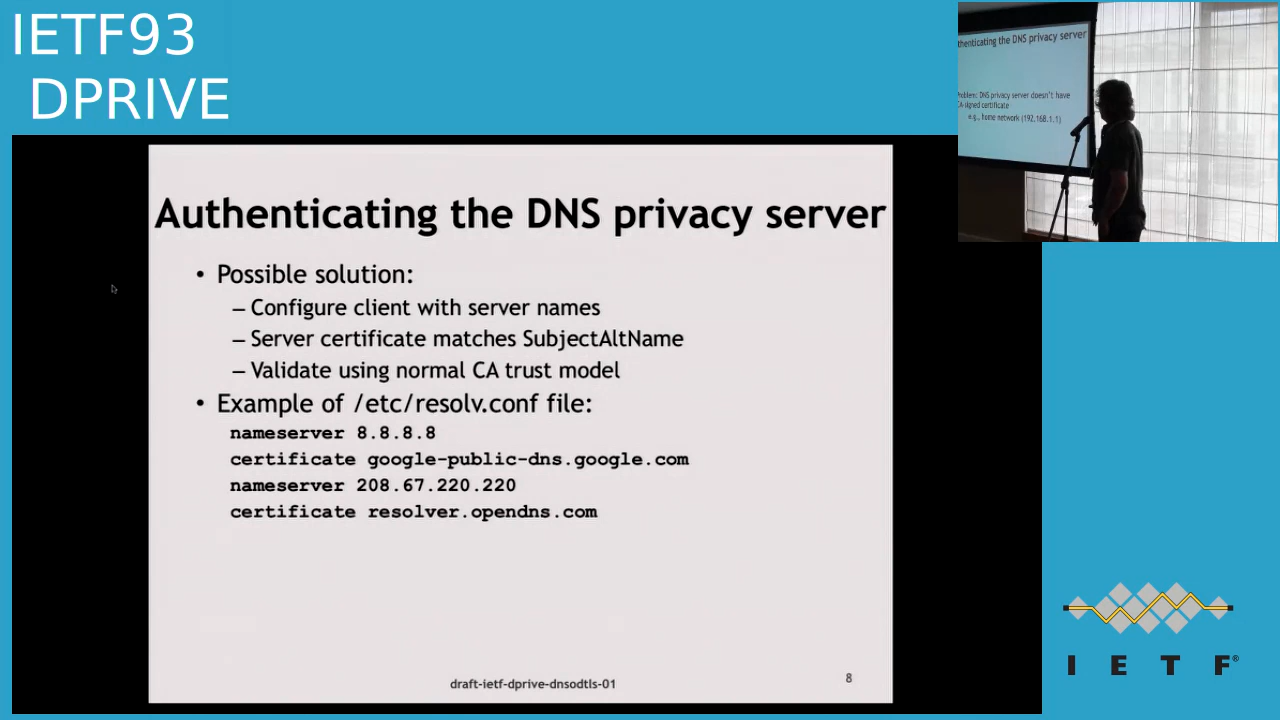 IETF93
DPRIVE
Authenticating the DNS privacy server
• Possible solution:
– Configure client with server names
– Server certificate matches SubjectAltName
– Validate using normal CA trust model
• Example of /etc/resolv.conf file:
nameserver 8.8.8.8
certificate google-public-dns.google.com
nameserver 208.67.220.220
certificate resolver.opendns.com
draft-ietf-dprive-dnsodtls-01
8
thenticating the DNS privacy server
Problem: DNS privacy server doesn't have
CA-signed certificate
e.g., home network (192.168.1.1)
I E T F®